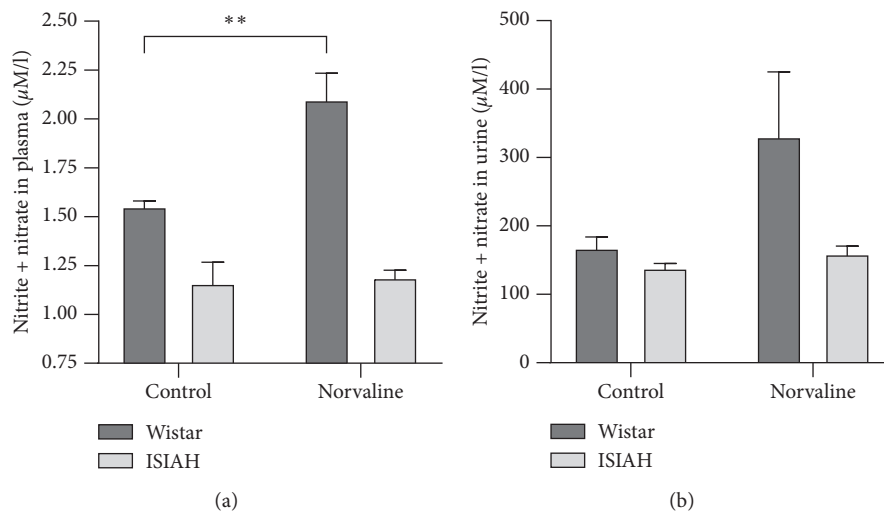 Nitrite + nitrate in plasma (μM/l)
2.50
2.25
2.00
1.75
1.50
1.25
1.00
0.75
**
Control
Norvaline
Wistar
ISIAH
(a)
Nitrite + nitrate in urine (μM/l)
500
400
300
200
100
0
Control
Norvaline
Wistar
ISIAH
(b)